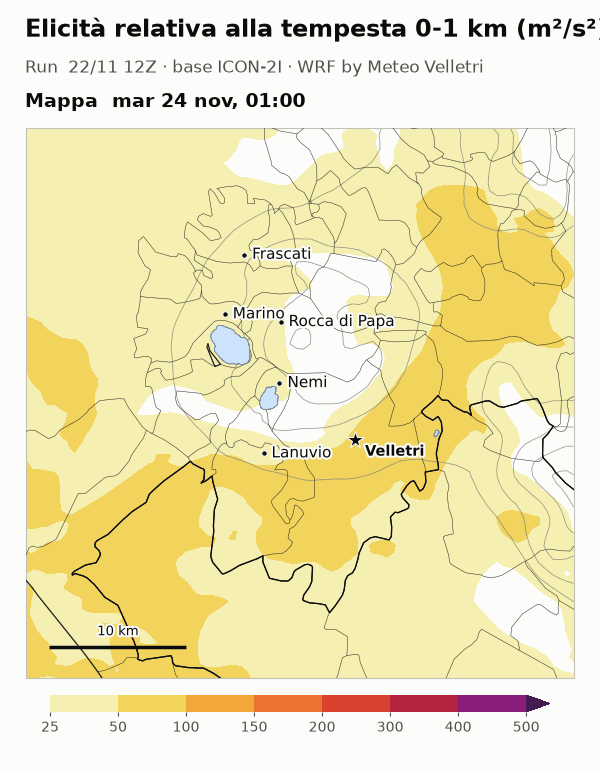 Elicità relativa alla tempesta 0-1 km (m²/s²)
Run 22/11 12Z · base ICON-2I · WRF by Meteo Velletri
Mappa mar 24 nov, 01:00
Frascati
Marino
Rocca di Papa
Nemi
Velletri
Lanuvio
10 km
25 50 100 150 200 300 400 500